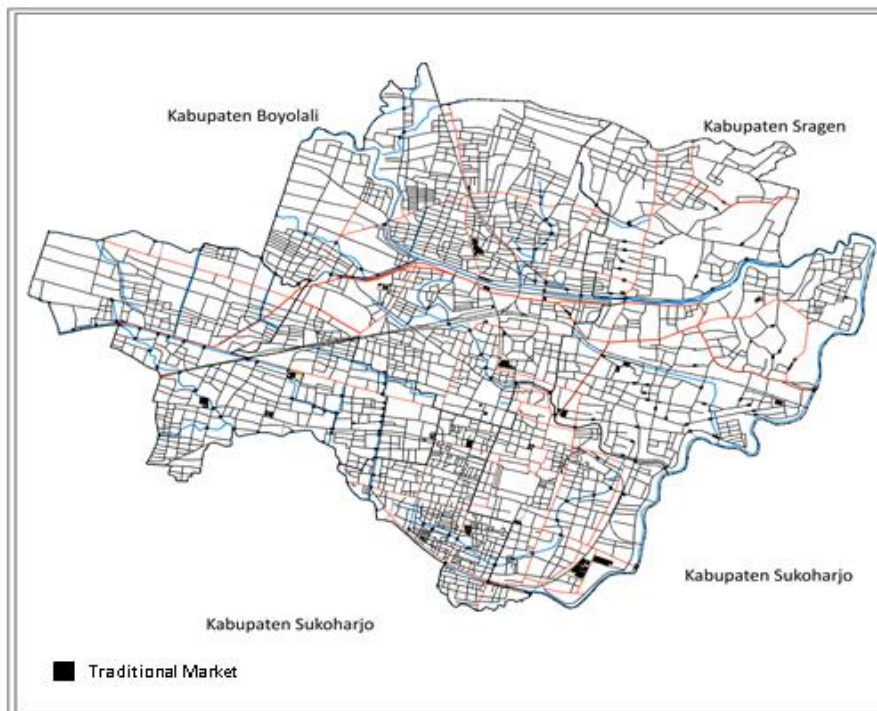 Kabupaten Boyolali
Kabupaten Sragen
Kabupaten Sukoharjo
Kabupaten Sukoharjo
Traditional Market